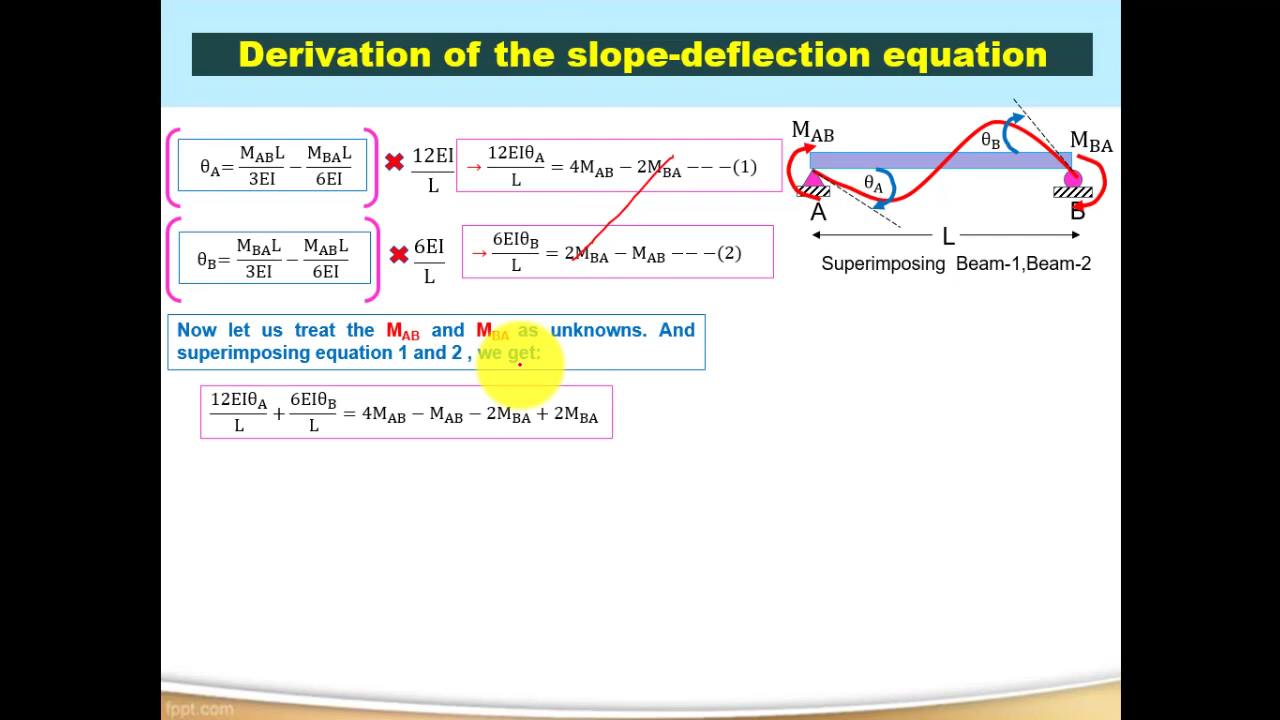 Derivation of the slope-deflection equation
θA= MABL/3EI − MBAL/6EI ✖ 12EI/L → 12EIθA/L = 4MAB − 2MBA −− −(1)
θB= MBAL/3EI − MABL/6EI ✖ 6EI/L → 6EIθB/L = 2MBA − MAB −− −(2)
MAB
θB
MBA
θA
A
B
L
Superimposing Beam-1,Beam-2
Now let us treat the MAB and MBA as unknowns. And
superimposing equation 1 and 2 , we get:
12EIθA/L + 6EIθB/L = 4MAB − MAB − 2MBA + 2MBA
fppt.com